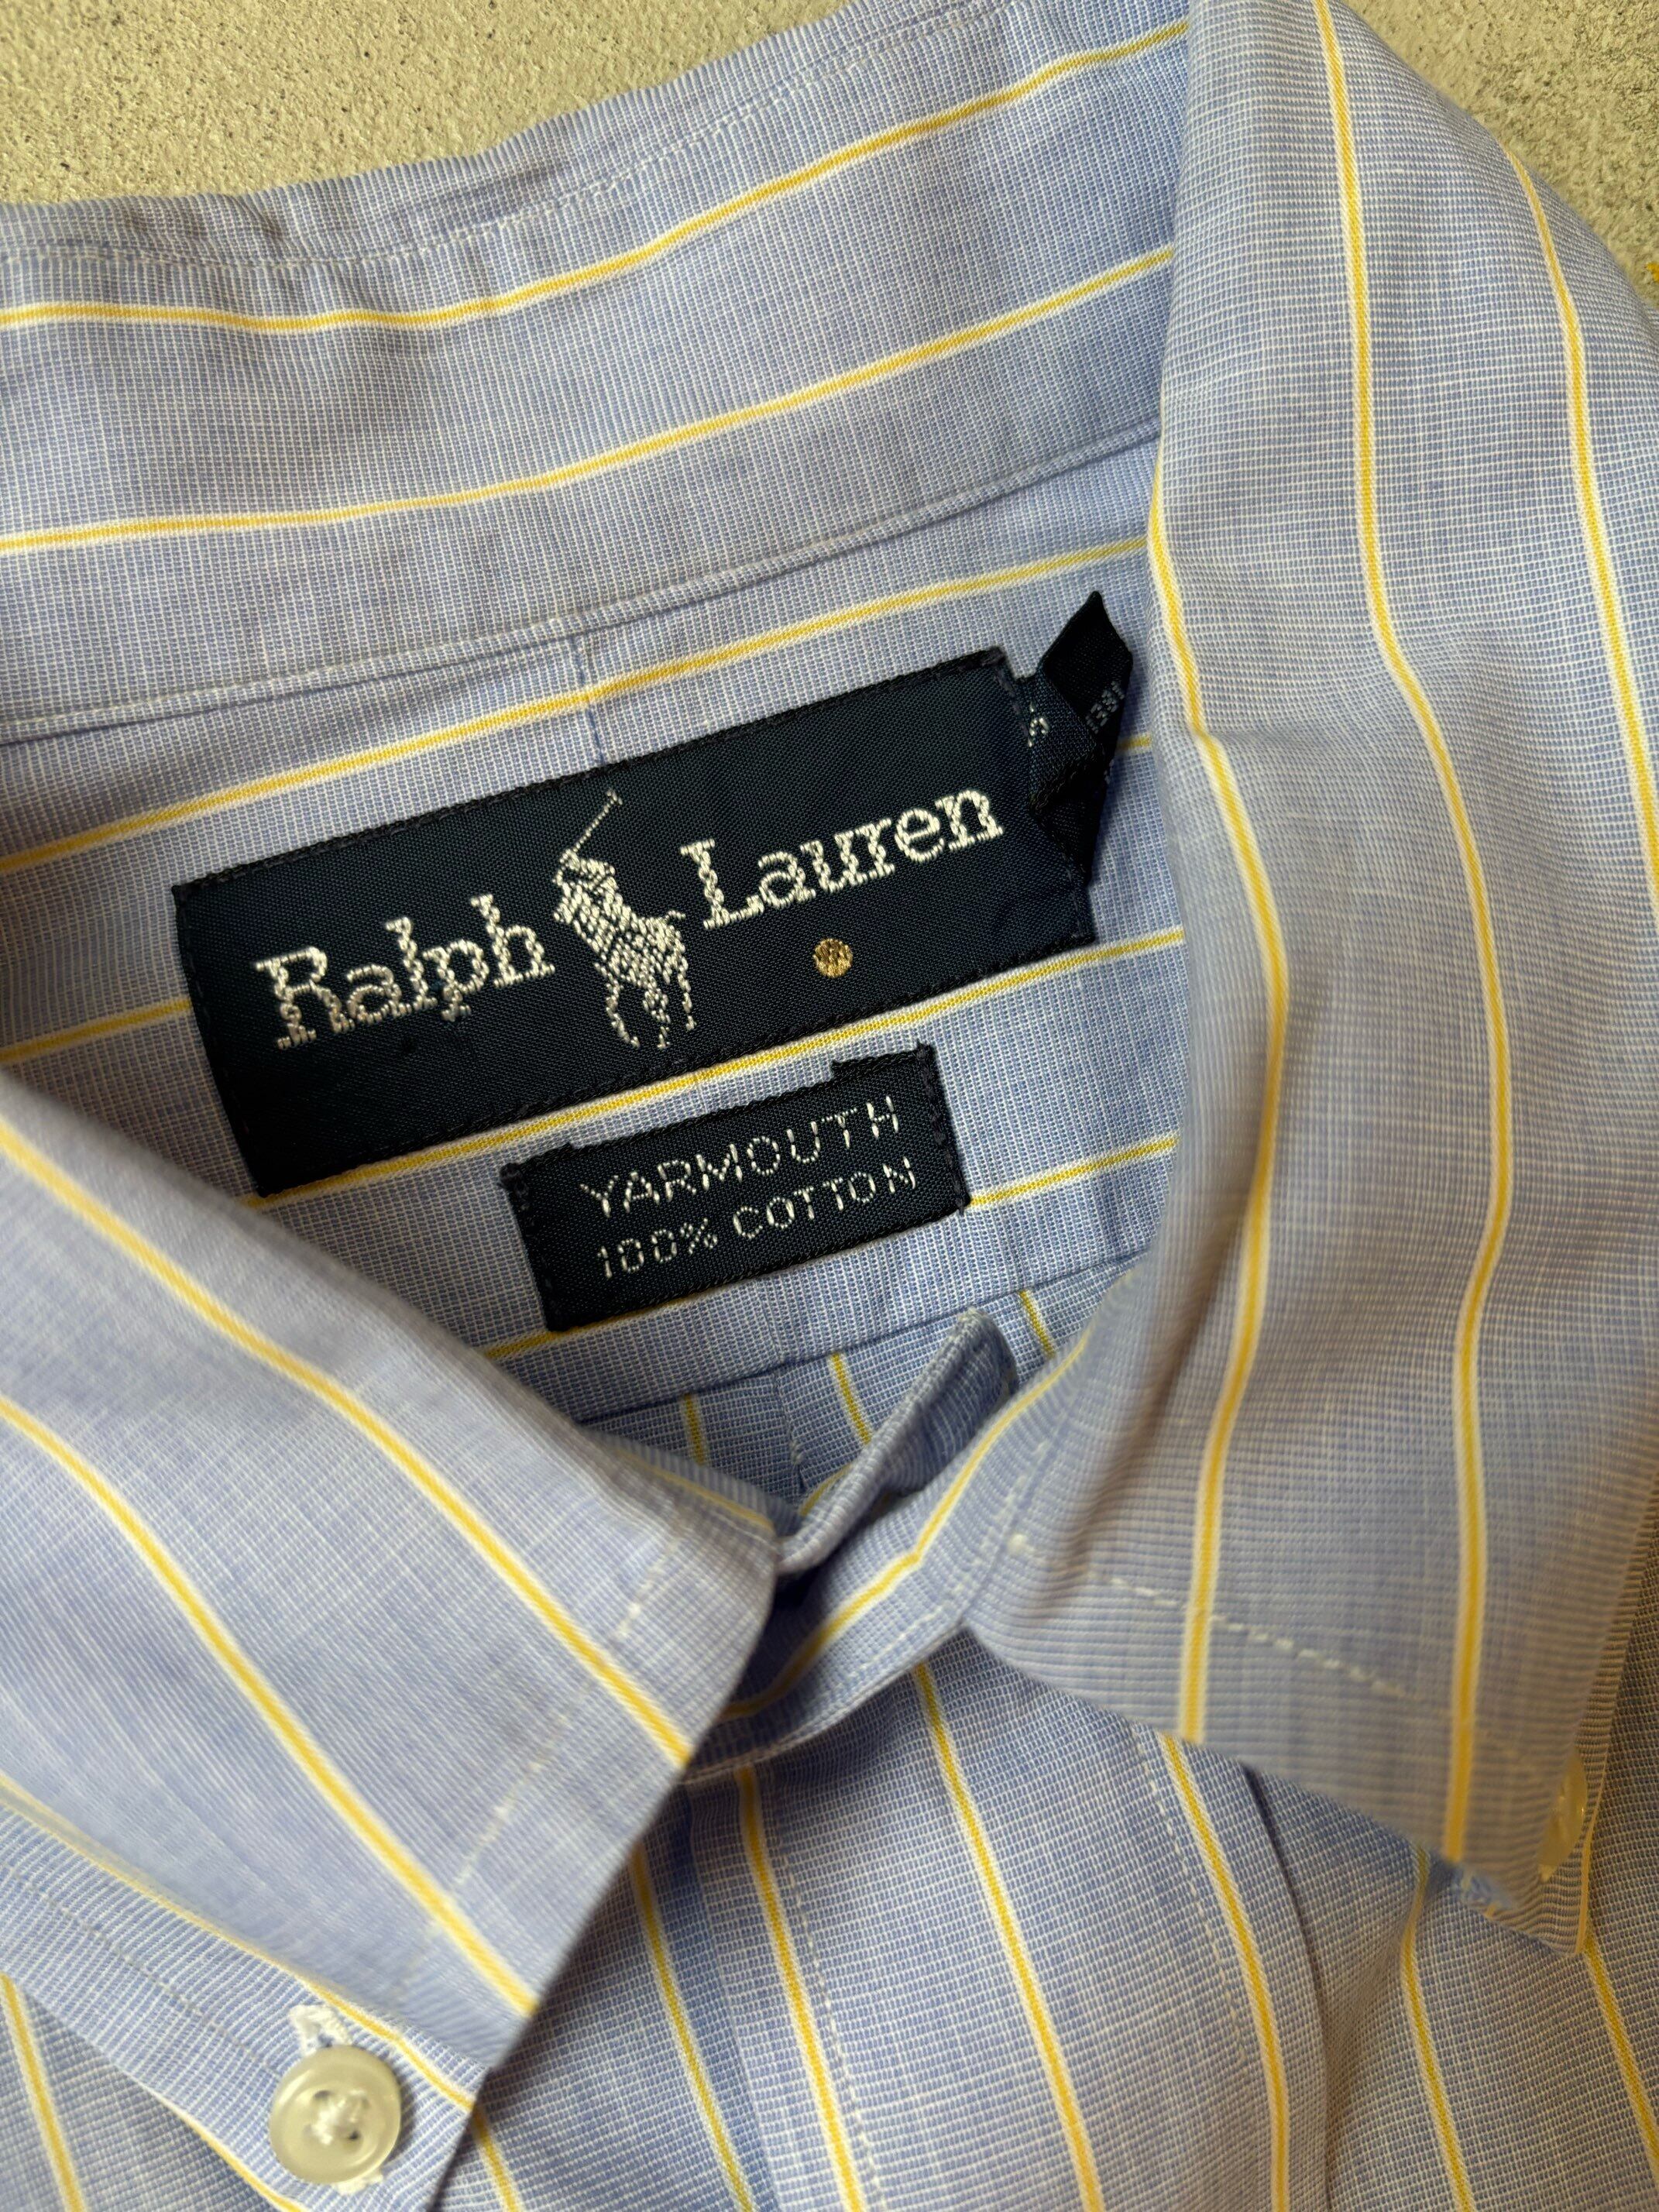 Ralph Lauren
YARMOUTH
100% COTTON